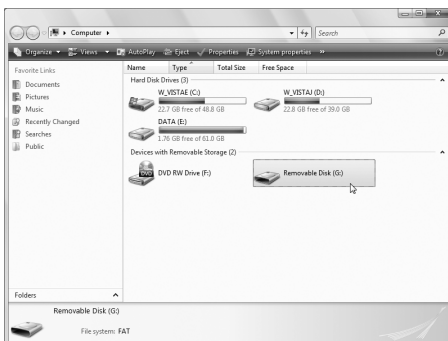 Computer
Search
Organize Views AutoPlay Eject Properties System properties »
Favorite Links
Documents
Pictures
Music
Recently Changed
Searches
Public
Folders
Name Type Total Size Free Space
Hard Disk Drives (3)
W_VISTAE (C:)
22.7 GB free of 48.8 GB
W_VISTAJ (D:)
22.8 GB free of 39.0 GB
DATA (E:)
1.76 GB free of 61.0 GB
Devices with Removable Storage (2)
DVD RW Drive (F:)
DVD
Removable Disk (G:)
Removable Disk (G:)
File system: FAT